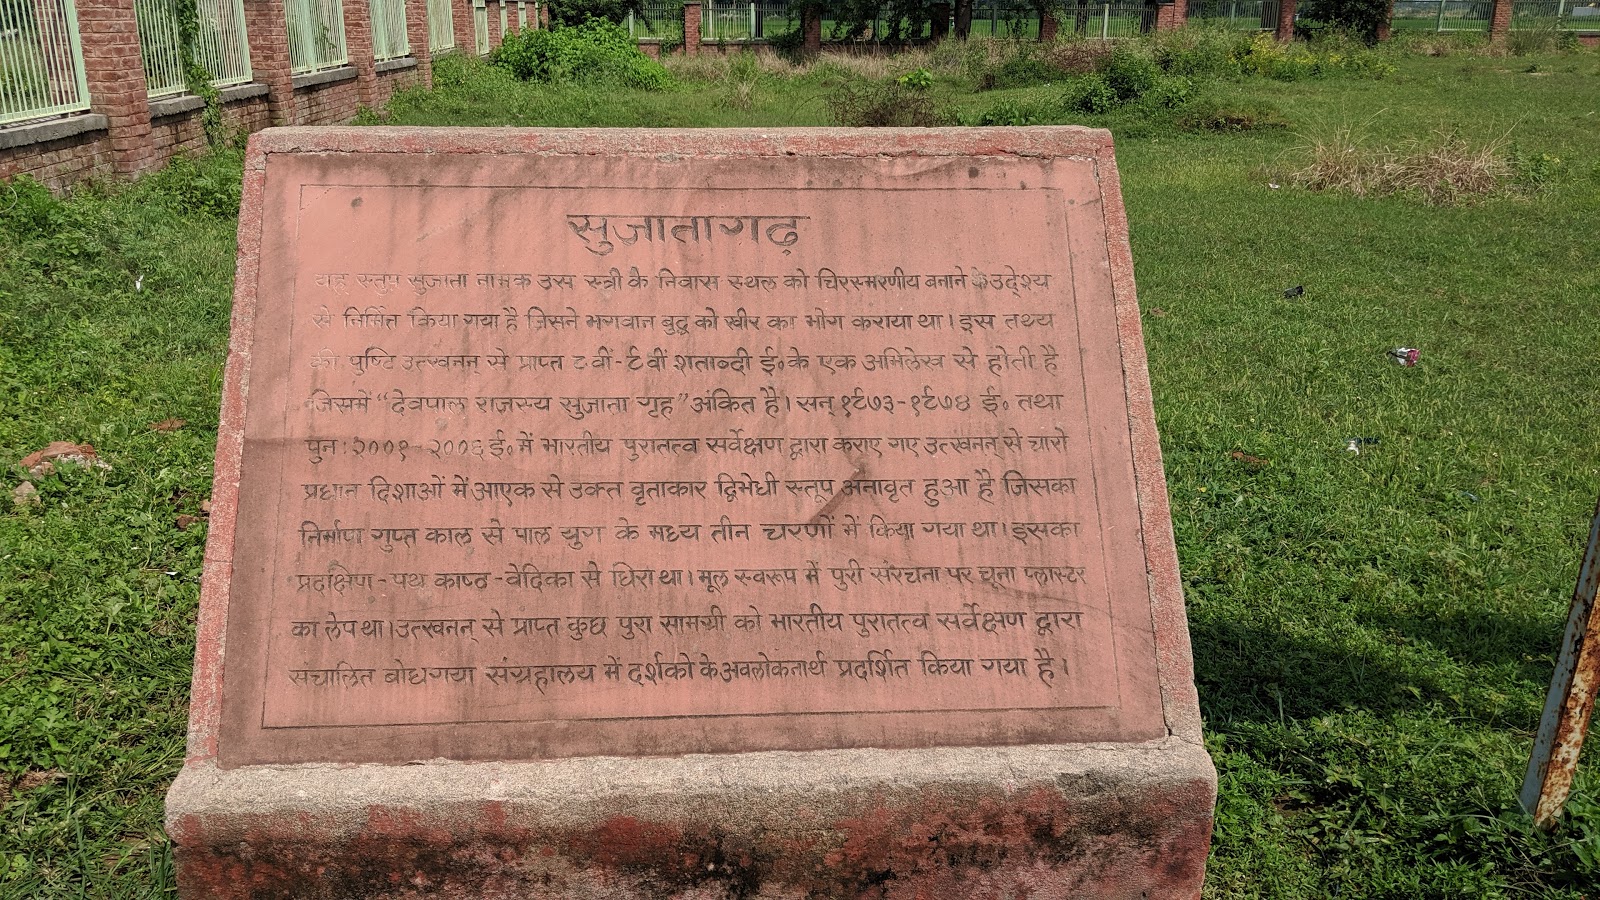 सुजातागढ़
यह स्तुप सुजाता नामक उस स्त्री के निवास स्थल को चिरस्मरणीय बनाने के उदेश्य
से निर्मित किया गया है जिसने भगवान बुद्ध को खीर का भोग कराया था। इस तथ्य
की पुष्टि उत्खनन् से प्राप्त ८वीं-९वीं शताब्दी ई॰के एक अभिलेख से होती है
जिसमें "देवपाल राजस्य सुजाता गृह" अंकित है। सन् १९७३-१९७४ ई॰ तथा
पुनः २००१-२००६ ई॰ में भारतीय पुरातत्व सर्वेक्षण द्वारा कराए गए उत्खनन् से चारो
प्रधान दिशाओं में आएक से उक्त वृताकार द्विमेधी स्तूप अनावृत हुआ है जिसका
निर्माण गुप्त काल से पाल युग के मध्य तीन चरणों में किया गया था। इसका
प्रदक्षिण-पथ काष्ठ-वेदिका से घिरा था। मूल स्वरूप में पुरी संरचना पर चूना प्लास्टर
का लेप था। उत्खनन् से प्राप्त कुछ पुरा सामग्री को भारतीय पुरातत्व सर्वेक्षण द्वारा
संचालित बोधगया संग्रहालय में दर्शको के अवलोकनार्थ प्रदर्शित किया गया है।